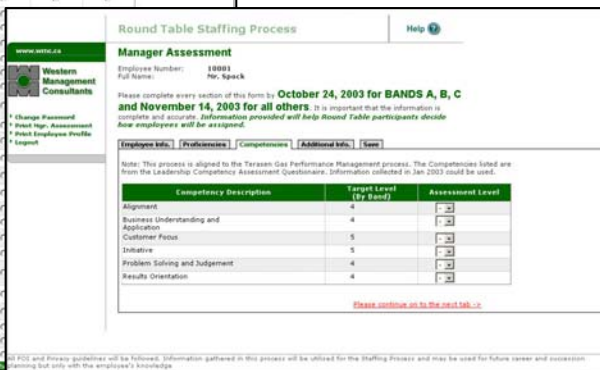 Round Table Staffing Process
Help
www.wmc.ca
Western
Management
Consultants
Change Password
Print Mgr. Assessment
Print Employee Profile
Logout
Manager Assessment
Employee Number: 10001
Full Name: Mr. Spock
Please complete every section of this form by October 24, 2003 for BANDS A, B, C
and November 14, 2003 for all others. It is important that the information is
complete and accurate. Information provided will help Round Table participants decide
how employees will be assigned.
Employee Info. Proficiencies Competencies Additional Info. Save
Note: This process is aligned to the Terasen Gas Performance Management process. The Competencies listed are
from the Leadership Competency Assessment Questionnaire. Information collected in Jan 2003 could be used.
Competency Description Target Level Assessment Level
(By Band)
Alignment 4 -
Business Understanding and 4 -
Application
Customer Focus 5 -
Initiative 5 -
Problem Solving and Judgement 4 -
Results Orientation 4 -
Please continue on to the next tab ->
All FOI and Privacy guidelines will be followed. Information gathered in this process will be utilised for the Staffing Process and may be used for future career and succession
planning but only with the employee's knowledge